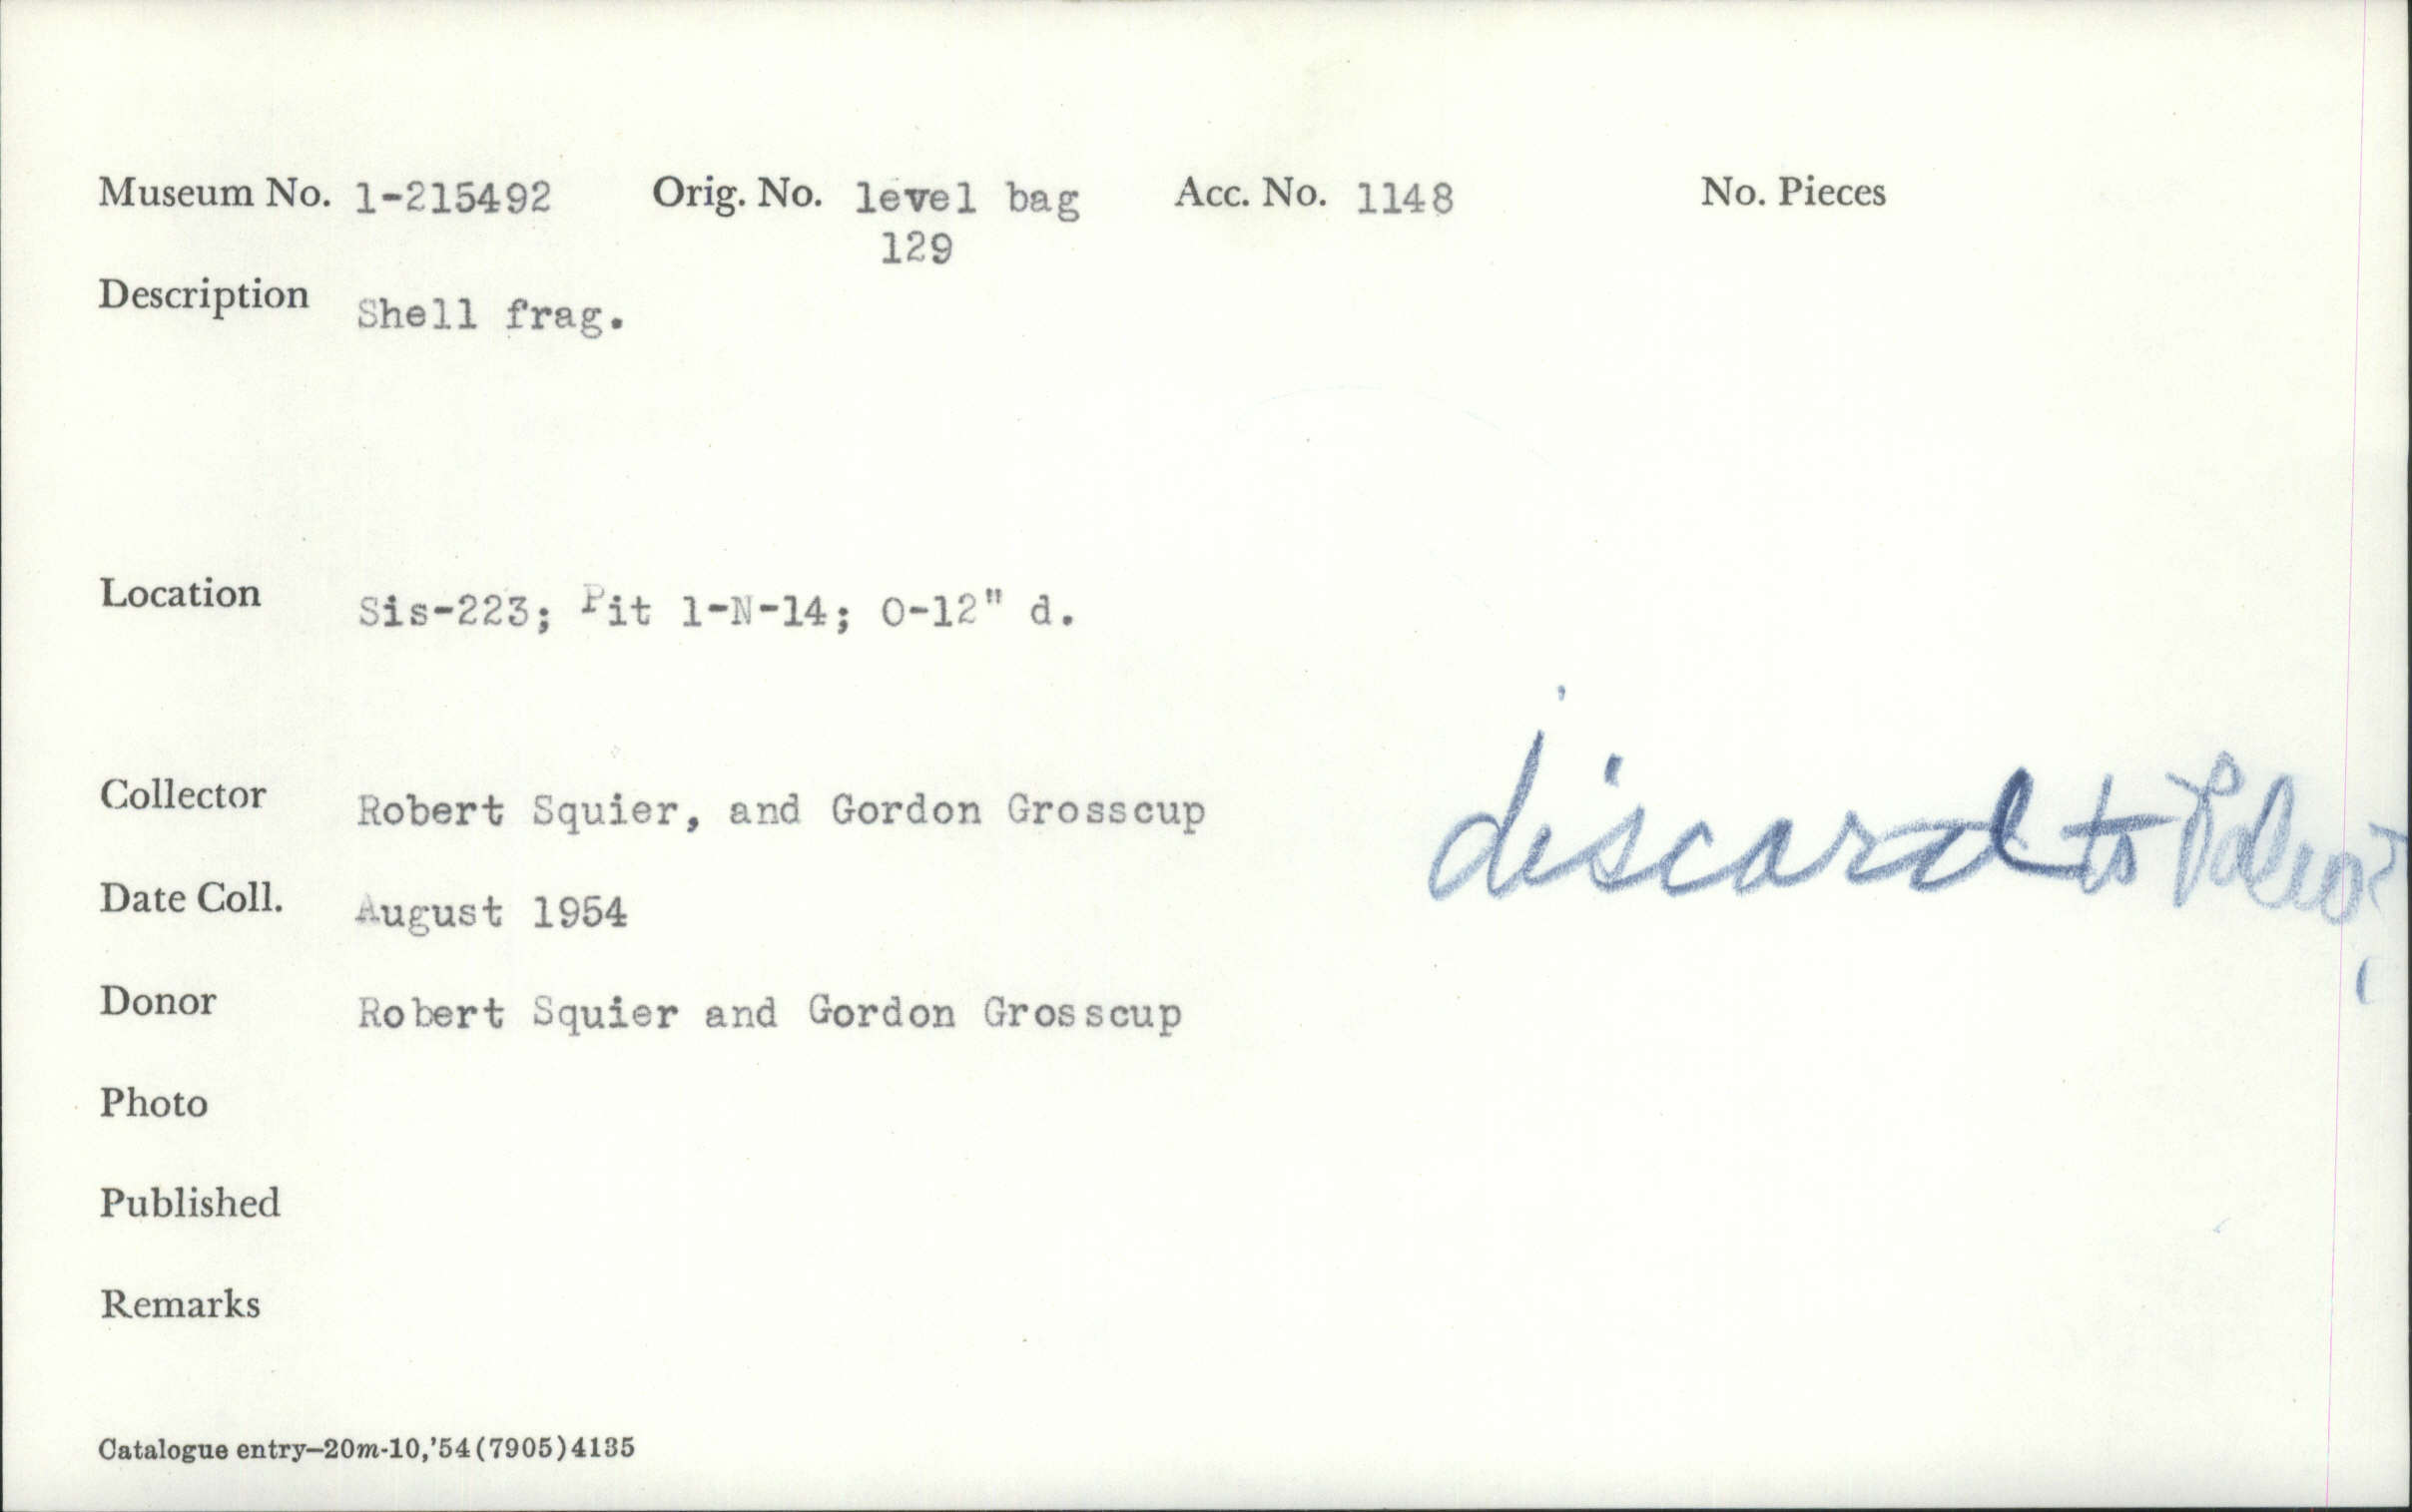 Museum No. 1-215492 Orig. No. level bag Acc. No. 1148 No. Pieces
129
Description Shell frag.
Location Sis-223; Pit 1-N-14; 0-12" d.
Collector Robert Squier, and Gordon Grosscup
discard to Paleo?
Date Coll. August 1954
Donor Robert Squier and Gordon Grosscup
Photo
Published
Remarks
Catalogue entry—20m-10,'54(7905)4135